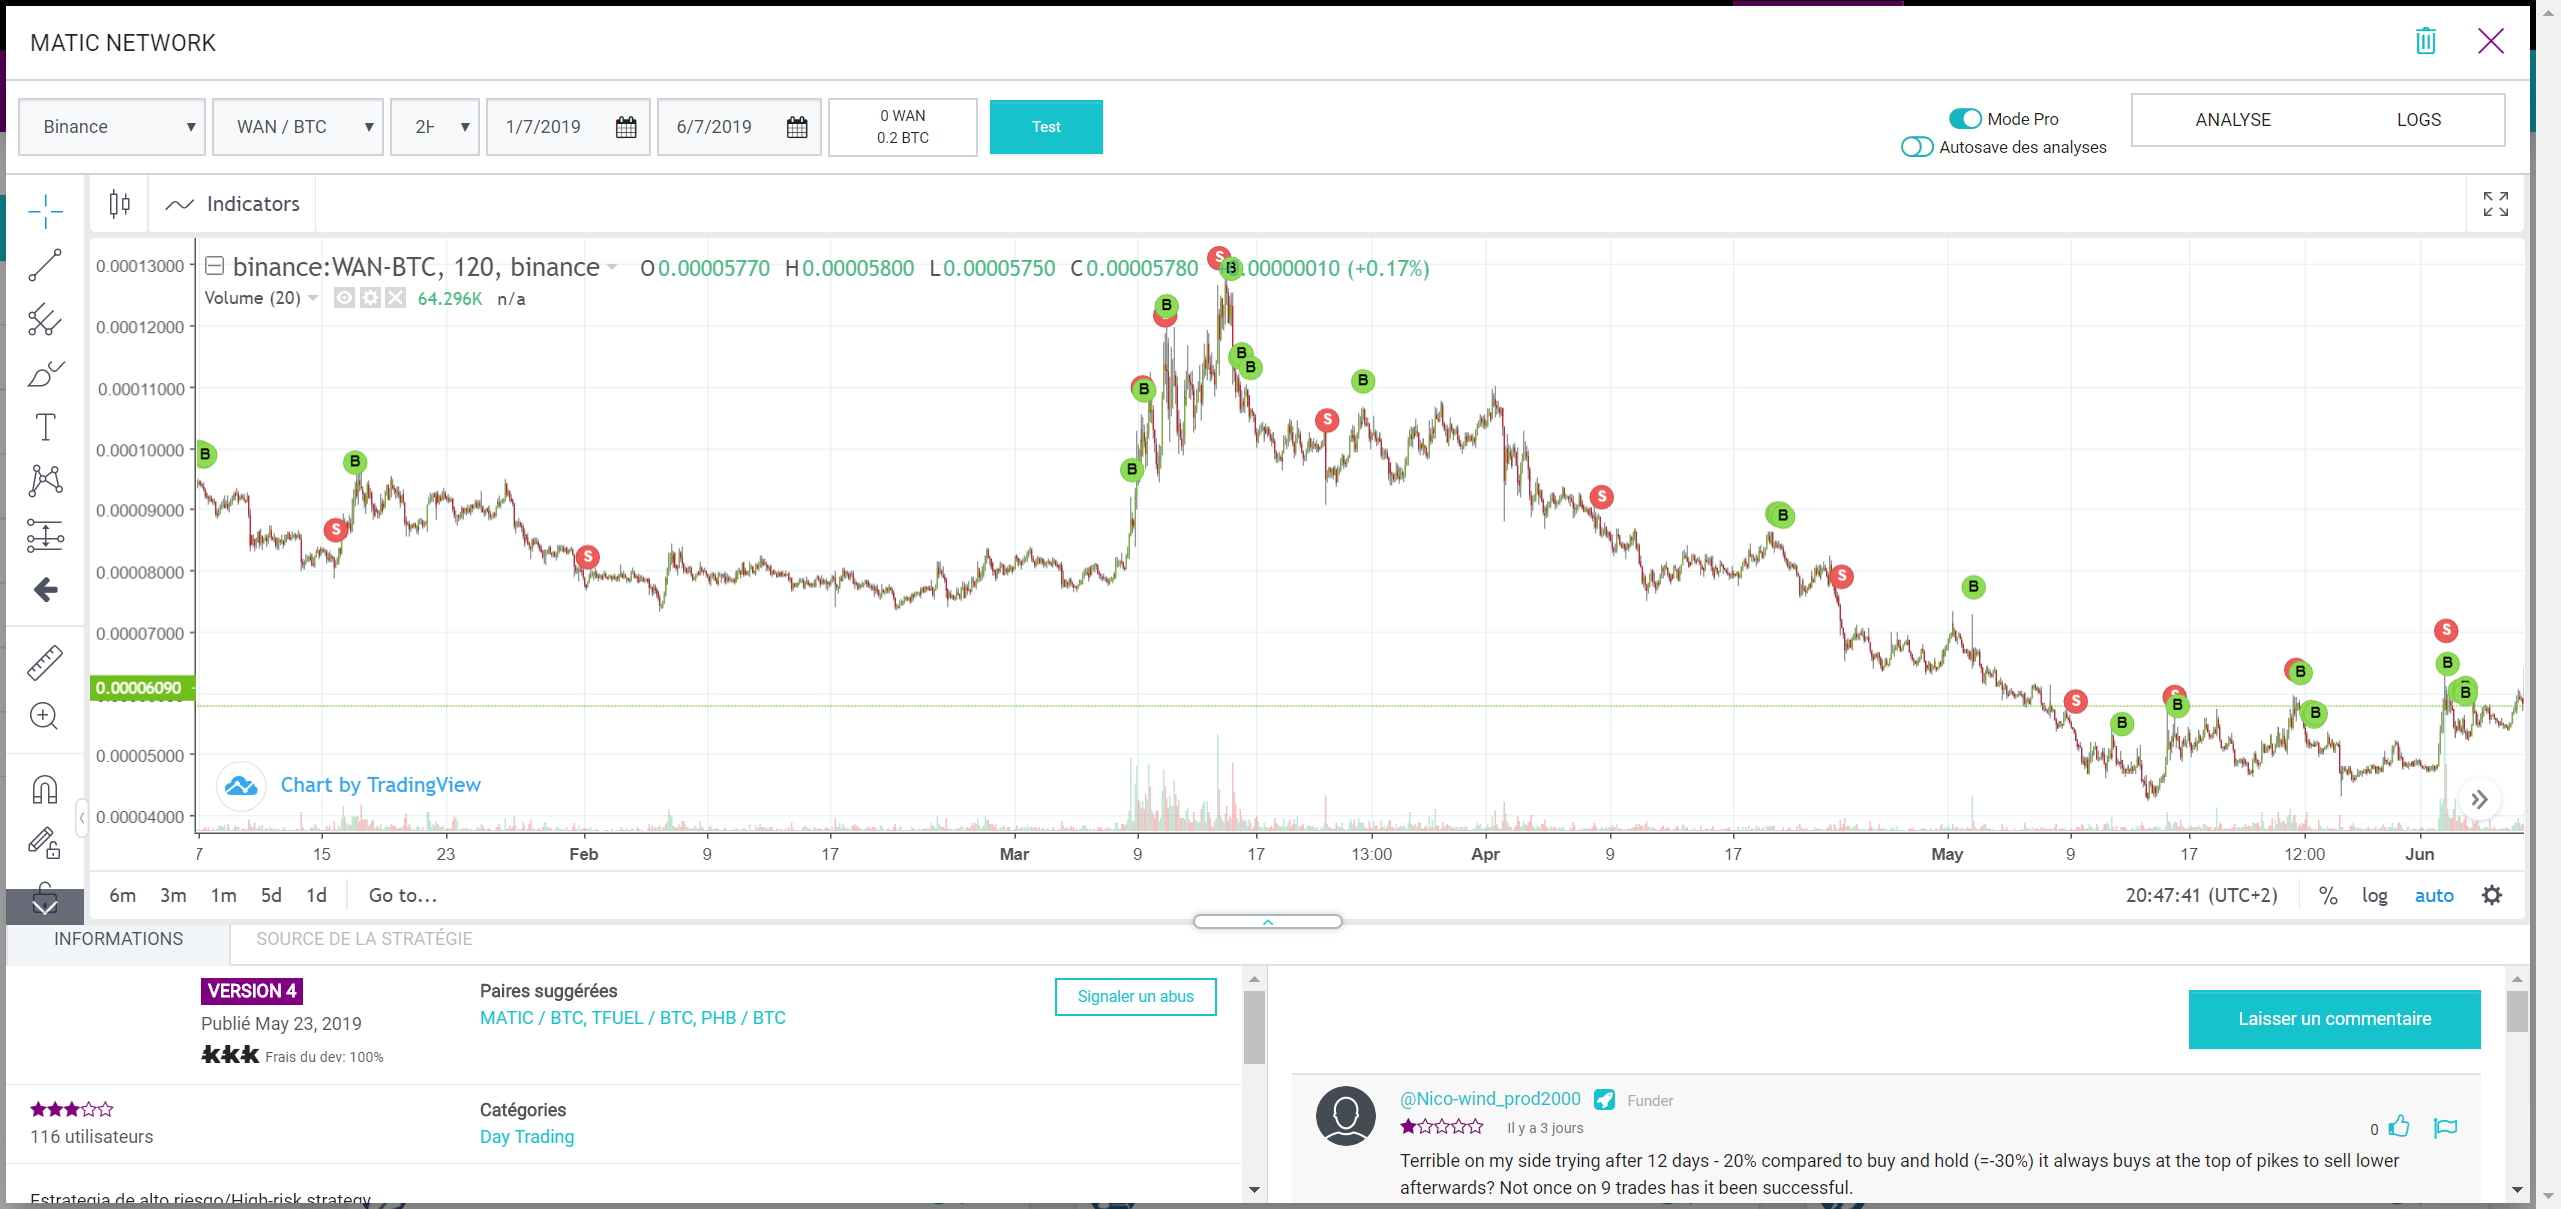 MATIC NETWORK
Binance
WAN / BTC
1/7/2019
6/7/2019
0 WAN
0.2 BTC
Test
Mode Pro
Autosave des analyses
ANALYSE
LOGS
Indicators
binance:WAN-BTC, 120, binance O0.00005770 H0.00005800 L0.00005750 C0.00005780 0.00000010 (+0.17%)
Volume (20) 64.296K n/a
0.00013000
0.00012000
0.00011000
0.00010000
0.00009000
0.00008000
0.00007000
0.00006090
0.00005000
0.00004000
B
S
B
S
B
B
B
S
B
B
B
S
B
S
B
S
B
S
B
S
B
B
B
S
B
B
Chart by TradingView
7 15 23 Feb 9 17 Mar 9 17 13:00 Apr 9 17 May 9 17 12:00 Jun
6m 3m 1m 5d 1d Go to...
20:47:41 (UTC+2) % log auto
INFORMATIONS
SOURCE DE LA STRATÉGIE
VERSION 4
Publié May 23, 2019
Frais du dev: 100%
Paires suggérées
MATIC / BTC, TFUEL / BTC, PHB / BTC
Signaler un abus
116 utilisateurs
Catégories
Day Trading
Estrategia de alto riesgo/High-risk strategy
Laisser un commentaire
@Nico-wind_prod2000 Funder
Il y a 3 jours
0
Terrible on my side trying after 12 days - 20% compared to buy and hold (=-30%) it always buys at the top of pikes to sell lower
afterwards? Not once on 9 trades has it been successful.